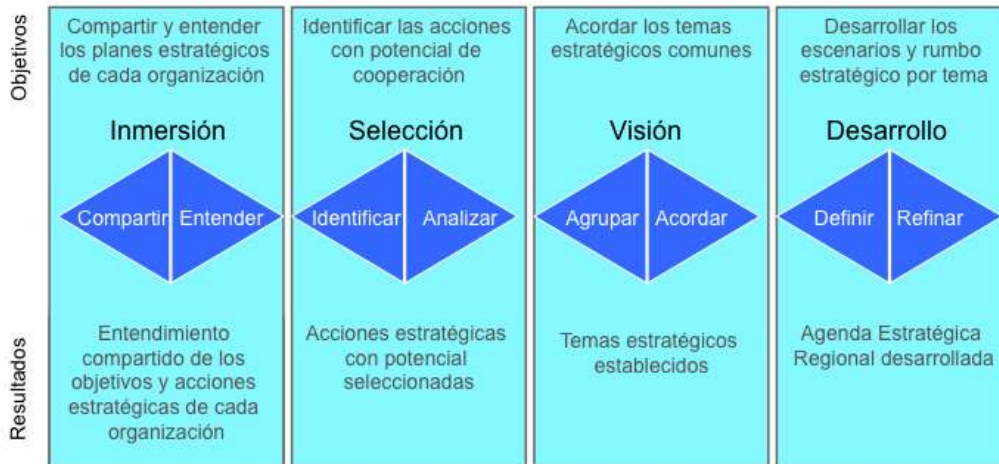 Objetivos
Compartir y entender
los planes estratégicos
de cada organización
Identificar las acciones
con potencial de
cooperación
Acordar los temas
estratégicos comunes
Desarrollar los
escenarios y rumbo
estratégico por tema
Inmersión
Selección
Visión
Desarrollo
Compartir
Entender
Identificar
Analizar
Agrupar
Acordar
Definir
Refinar
Resultados
Entendimiento
compartido de los
objetivos y acciones
estratégicas de cada
organización
Acciones estratégicas
con potencial
seleccionadas
Temas estratégicos
establecidos
Agenda Estratégica
Regional desarrollada